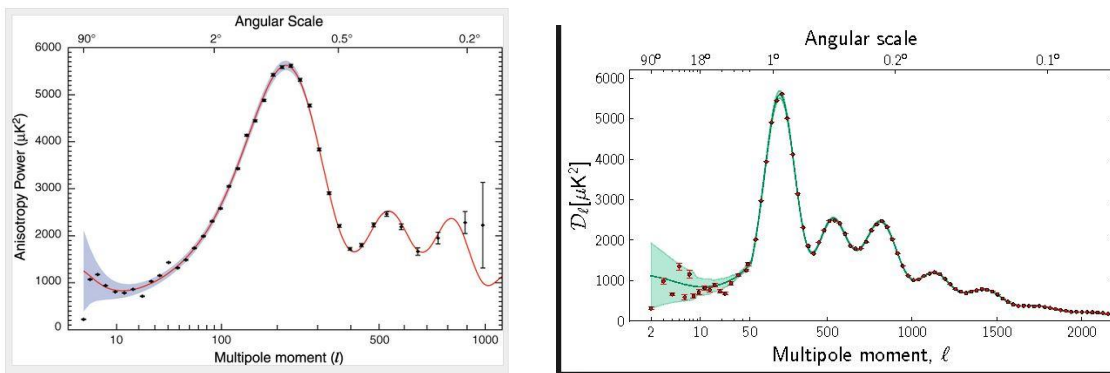 Angular Scale
90° 2° 0.5° 0.2°
6000
5000
4000
3000
2000
1000
0
Anisotropy Power (μK²)
10 100 500 1000
Multipole moment (l)
Angular scale
90° 18° 1° 0.2° 0.1°
6000
5000
4000
3000
2000
1000
0
𝒟ℓ[μK²]
2 10 50 500 1000 1500 2000
Multipole moment, ℓ